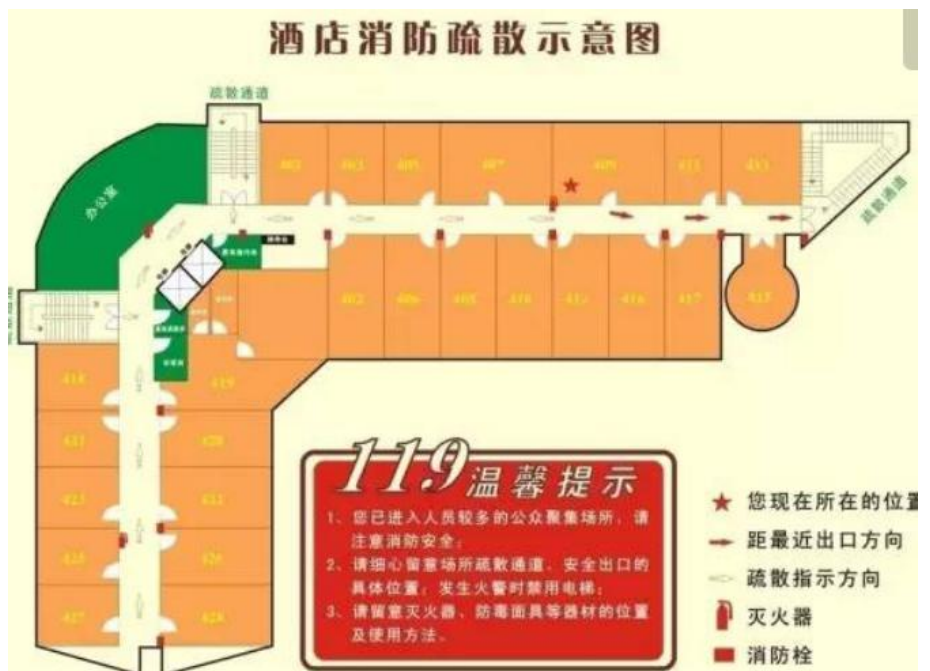 酒店消防疏散示意图
疏散通道
办公室
403
405
407
409
411
413
疏散通道
402
406
410
416
417
415
418
419
420
423
426
427
428
119温馨提示
1、您已进入人员较多的公众聚集场所,请
注意消防安全;
2、请细心留意场所疏散通道、安全出口的
具体位置;发生火警时禁用电梯;
3、请留意灭火器、防毒面具等器材的位置
及使用方法。
您现在所在的位置
距最近出口方向
疏散指示方向
灭火器
消防栓